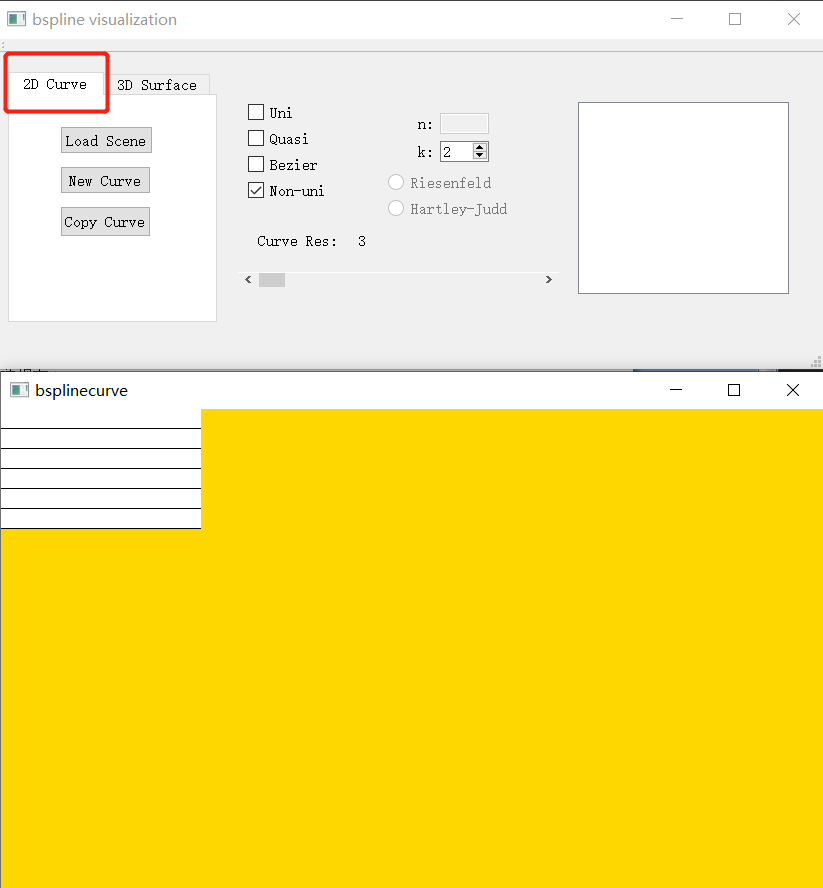 bspline visualization
2D Curve
3D Surface
Load Scene
New Curve
Copy Curve
Uni
Quasi
Bezier
Non-uni
n:
k: 2
Riesenfeld
Hartley-Judd
Curve Res: 3
bsplinecurve